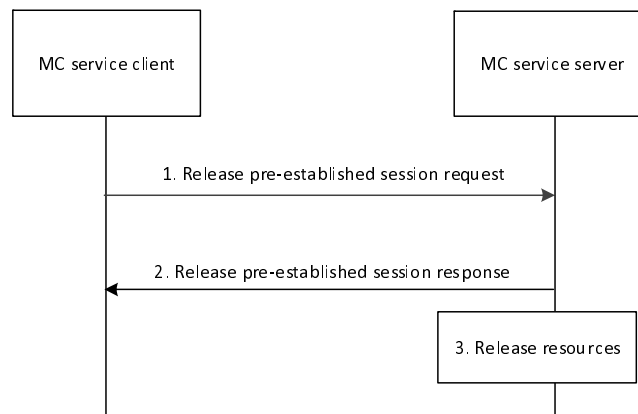 MC service client
MC service server
1. Release pre-established session request
2. Release pre-established session response
3. Release resources